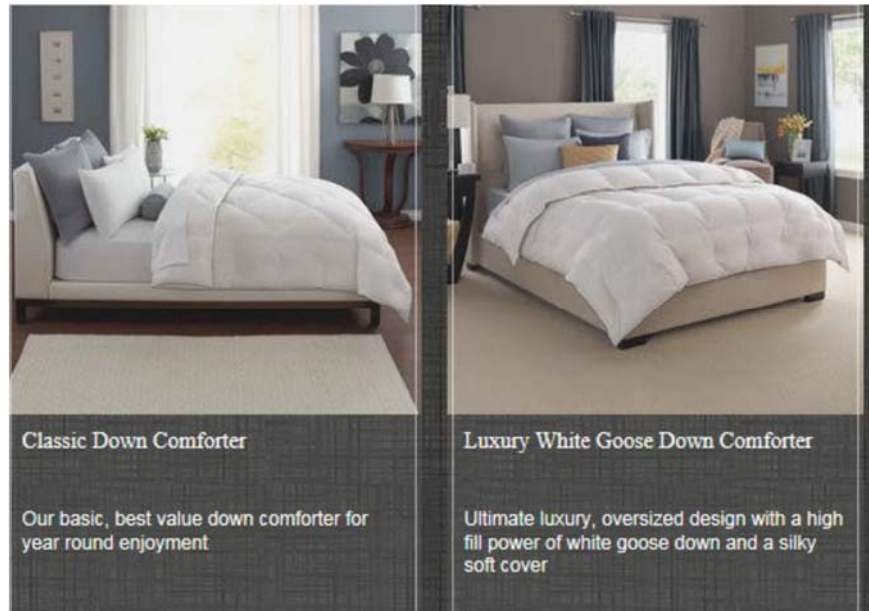 Classic Down Comforter
Our basic, best value down comforter for
year round enjoyment
Luxury White Goose Down Comforter
Ultimate luxury, oversized design with a high
fill power of white goose down and a silky
soft cover